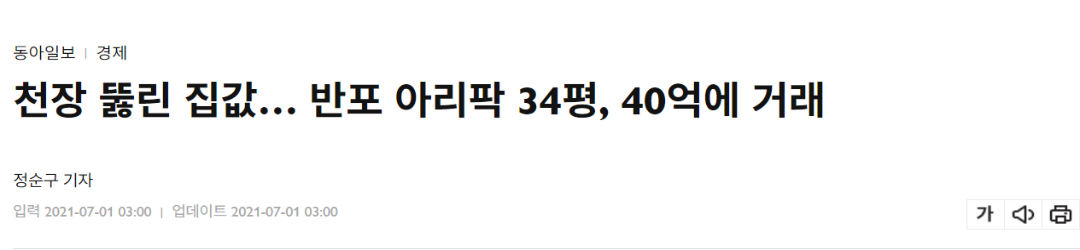 동아일보 | 경제
천장 뚫린 집값… 반포 아리팍 34평, 40억에 거래
정순구 기자
입력 2021-07-01 03:00 | 업데이트 2021-07-01 03:00
가